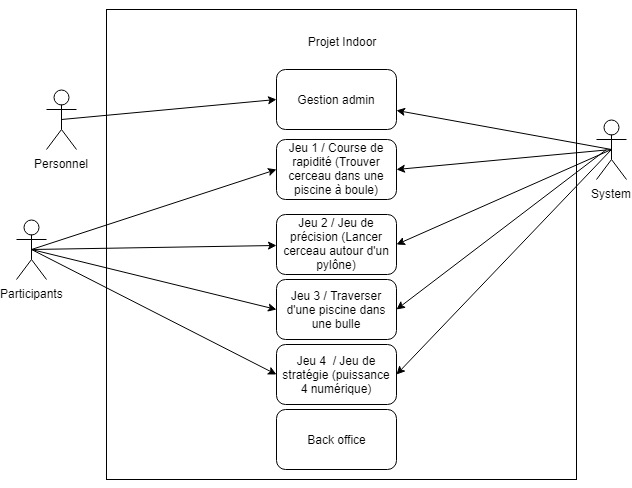 Projet Indoor
Gestion admin
Personnel
Jeu 1 / Course de
rapidité (Trouver
cerceau dans une
piscine à boule)
System
Jeu 2 / Jeu de
précision (Lancer
cerceau autour d'un
pylône)
Participants
Jeu 3 / Traverser
d'une piscine dans
une bulle
Jeu 4 / Jeu de
stratégie (puissance
4 numérique)
Back office